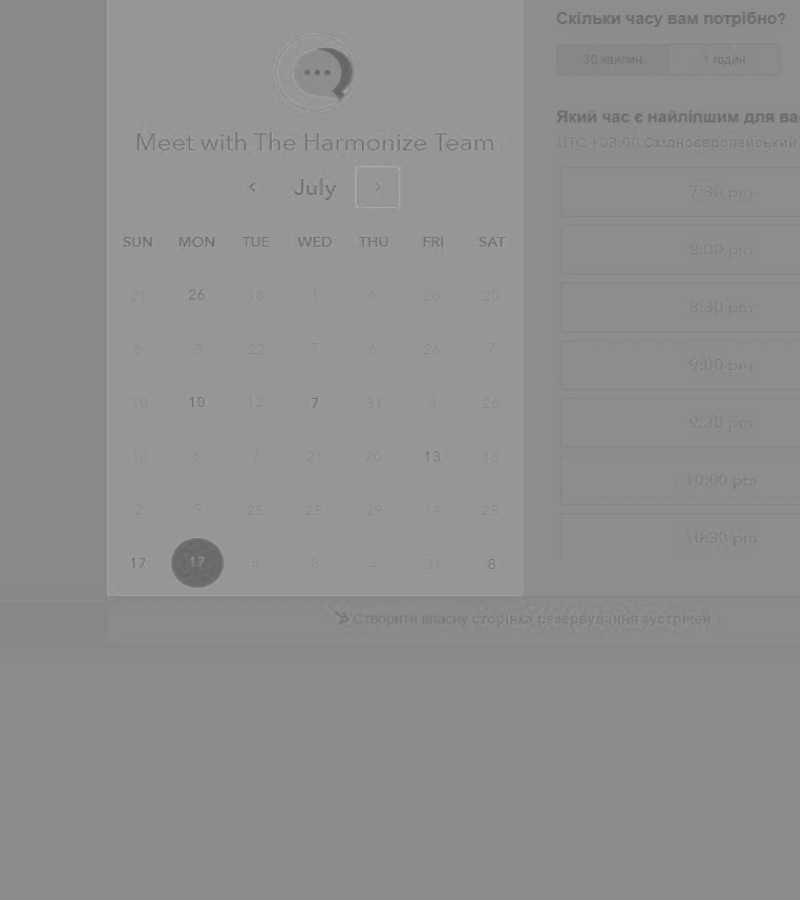 Meet with The Harmonize Team
July
SUN MON TUE WED THU FRI SAT
21 26 18 1 6 28 20
6 3 22 7 6 26 7
10 10 12 7 31 8 26
10 6 7 21 20 13 18
2 9 25 25 29 14 25
17 17 4 3 4 31 8
Скільки часу вам потрібно?
30 хвилин 1 годин
Який час є найліпшим для ва
UTC +03:00 Східноєвропейський
7:30 pm
8:00 pm
8:30 pm
9:00 pm
9:30 pm
10:00 pm
10:30 pm
Створити власну сторінка резервування зустрічей